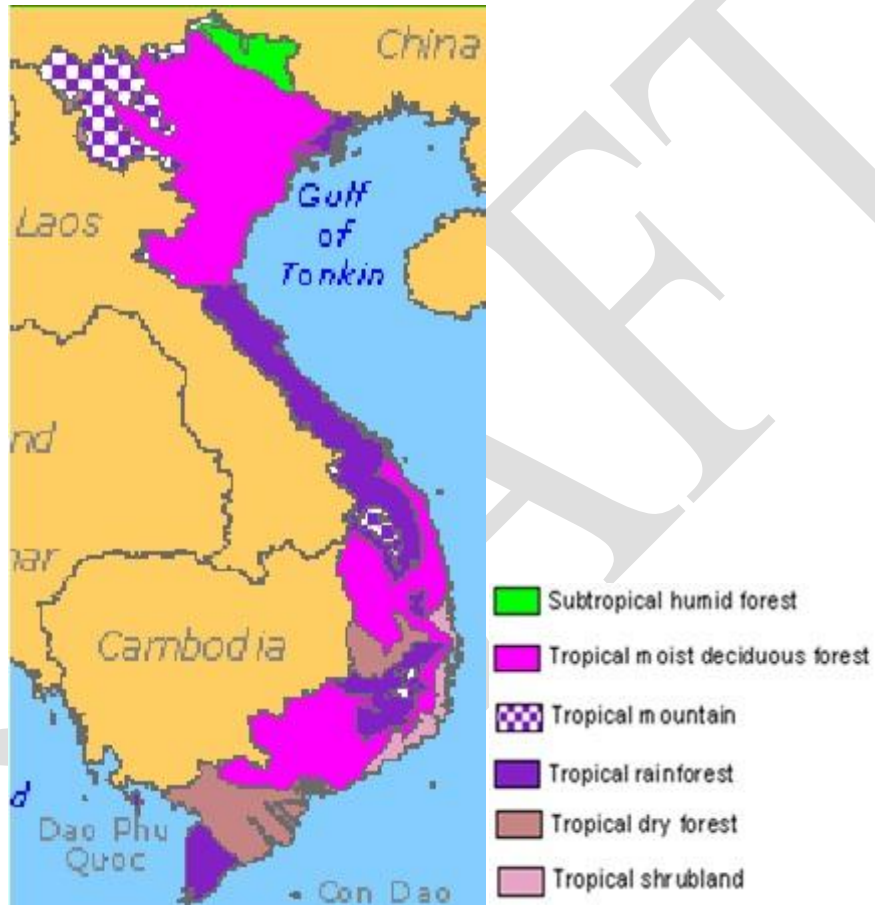 China
Laos
Gulf
of
Tonkin
nd
nar
Cambodia
d
Dao Phu
Quoc
Con Dao
Subtropical humid forest
Tropical moist deciduous forest
Tropical mountain
Tropical rainforest
Tropical dry forest
Tropical shrubland
AFT